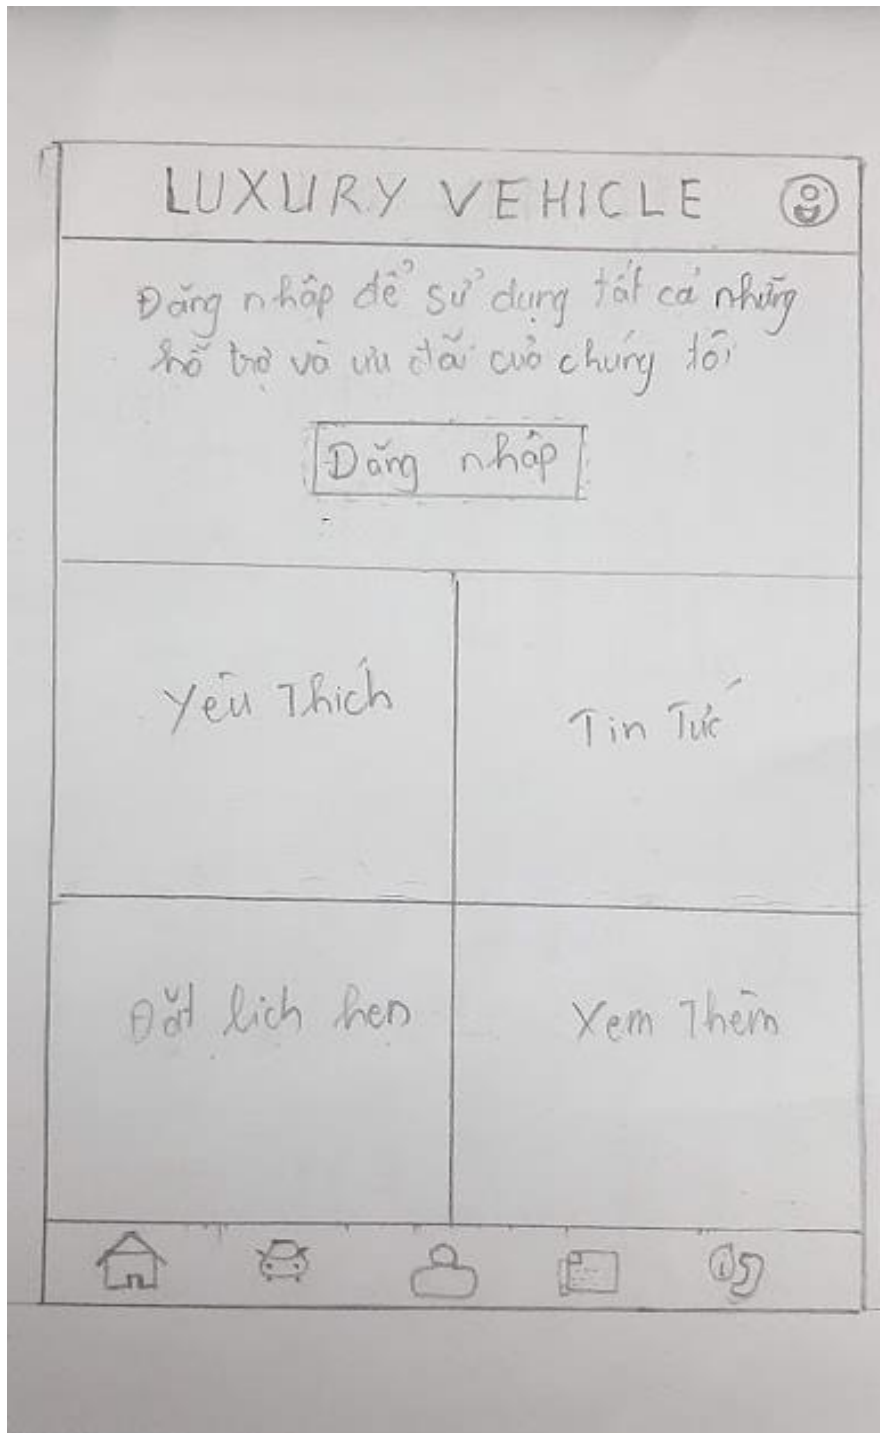 LUXURY VEHICLE
Đăng nhập để sử dụng tất cả những
hỗ trợ và ưu đãi của chúng tôi
Đăng nhập
Yêu Thích
Tin Tức
Đặt lịch hẹn
Xem Thêm